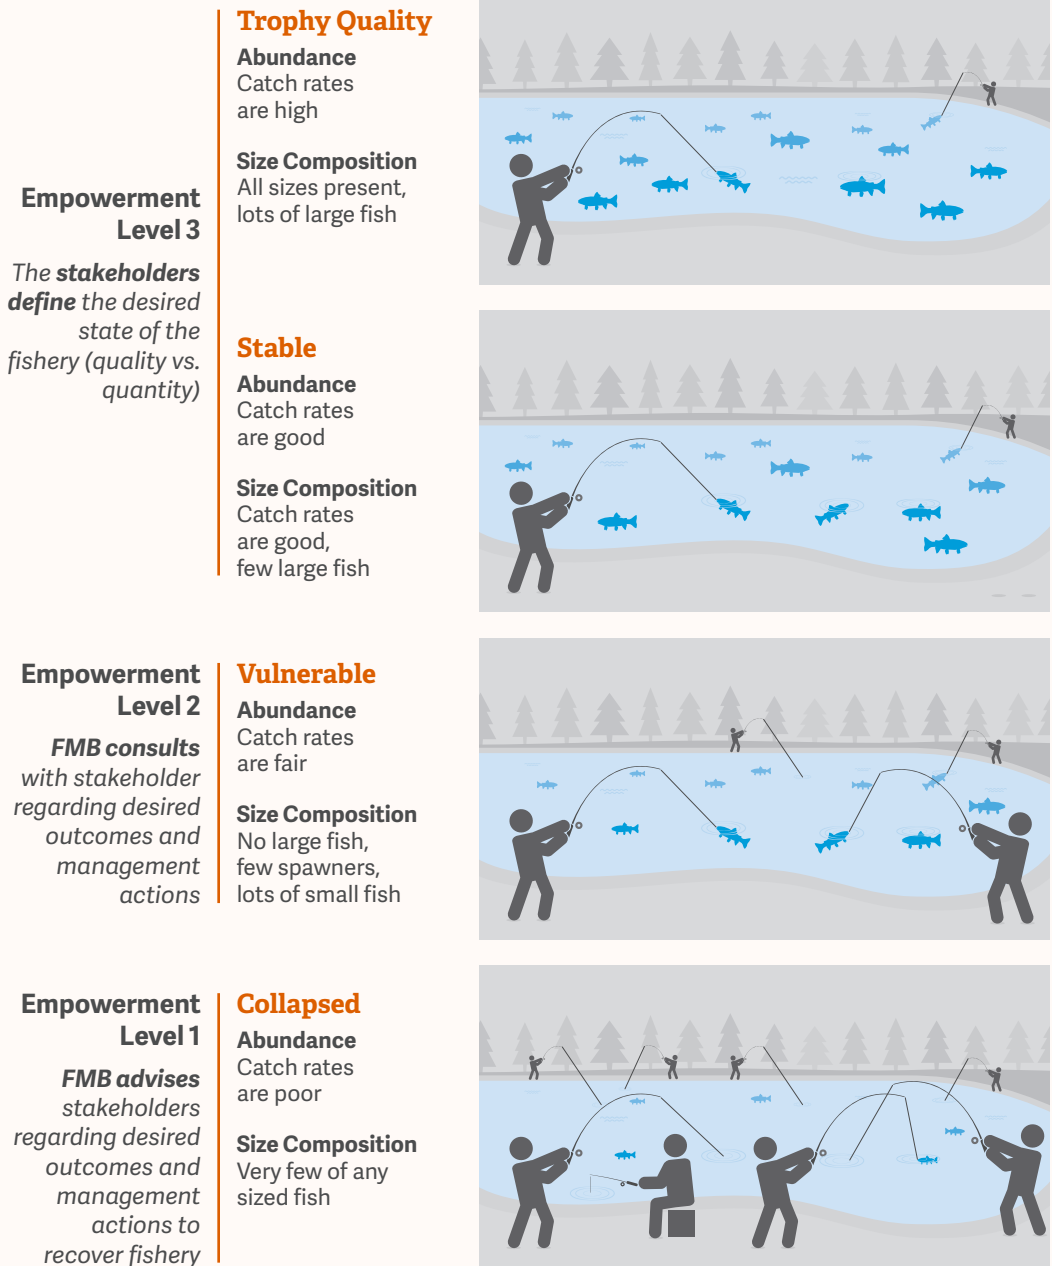 Empowerment
Level 3
The stakeholders
define the desired
state of the
fishery (quality vs.
quantity)
Trophy Quality
Abundance
Catch rates
are high
Size Composition
All sizes present,
lots of large fish
Stable
Abundance
Catch rates
are good
Size Composition
Catch rates
are good,
few large fish
Empowerment
Level 2
FMB consults
with stakeholder
regarding desired
outcomes and
management
actions
Vulnerable
Abundance
Catch rates
are fair
Size Composition
No large fish,
few spawners,
lots of small fish
Empowerment
Level 1
FMB advises
stakeholders
regarding desired
outcomes and
management
actions to
recover fishery
Collapsed
Abundance
Catch rates
are poor
Size Composition
Very few of any
sized fish